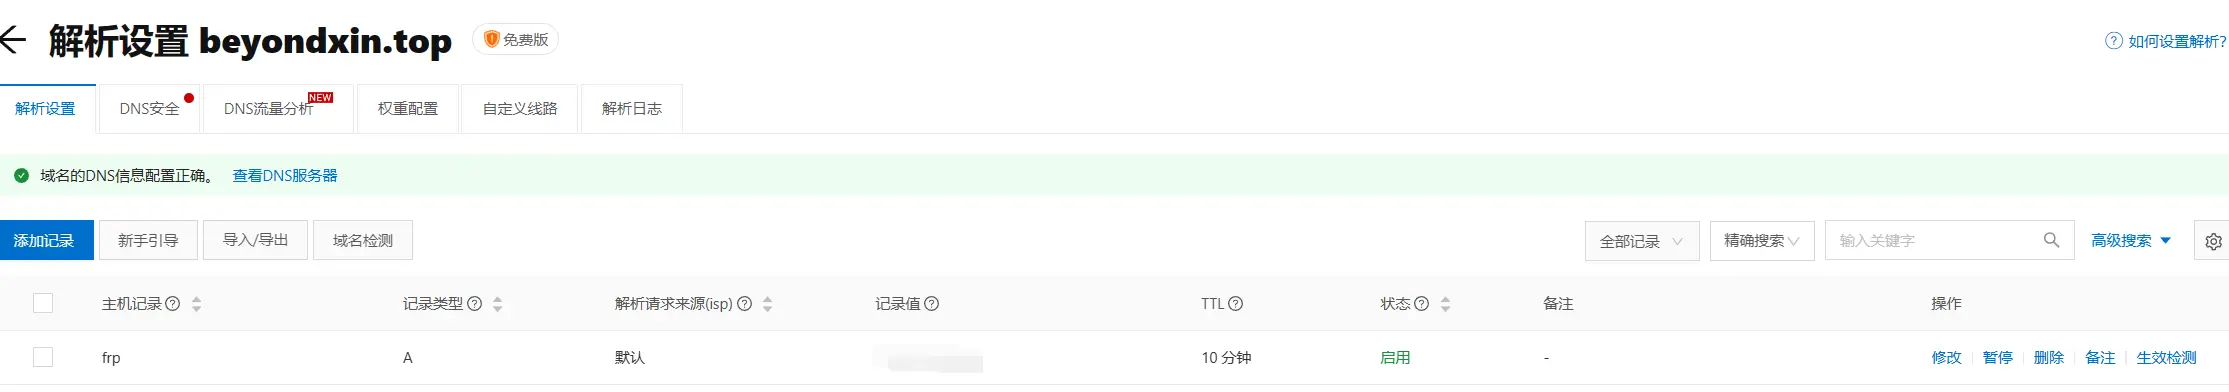 解析设置 beyondxin.top 免费版 如何设置解析?
解析设置 DNS安全 DNS流量分析 NEW 权重配置 自定义线路 解析日志
域名的DNS信息配置正确。 查看DNS服务器
添加记录 新手引导 导入/导出 域名检测 全部记录 精确搜索 输入关键字 高级搜索
主机记录 记录类型 解析请求来源(isp) 记录值 TTL 状态 备注 操作
frp A 默认 10 分钟 启用 - 修改 暂停 删除 备注 生效检测